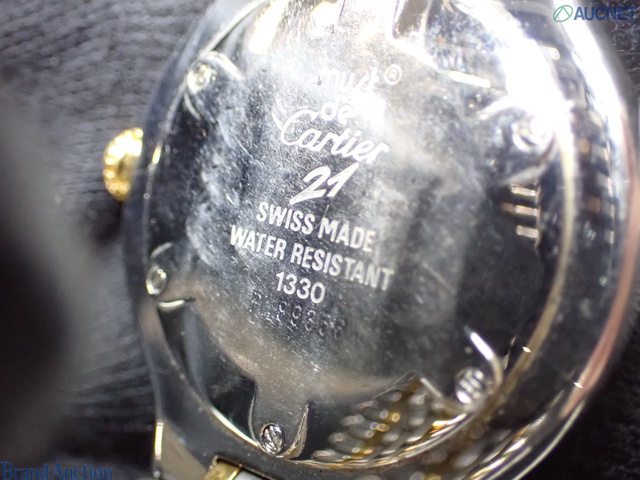 AUCNET
must®
de
Cartier
21
SWISS MADE
WATER RESISTANT
1330
Brand Auction